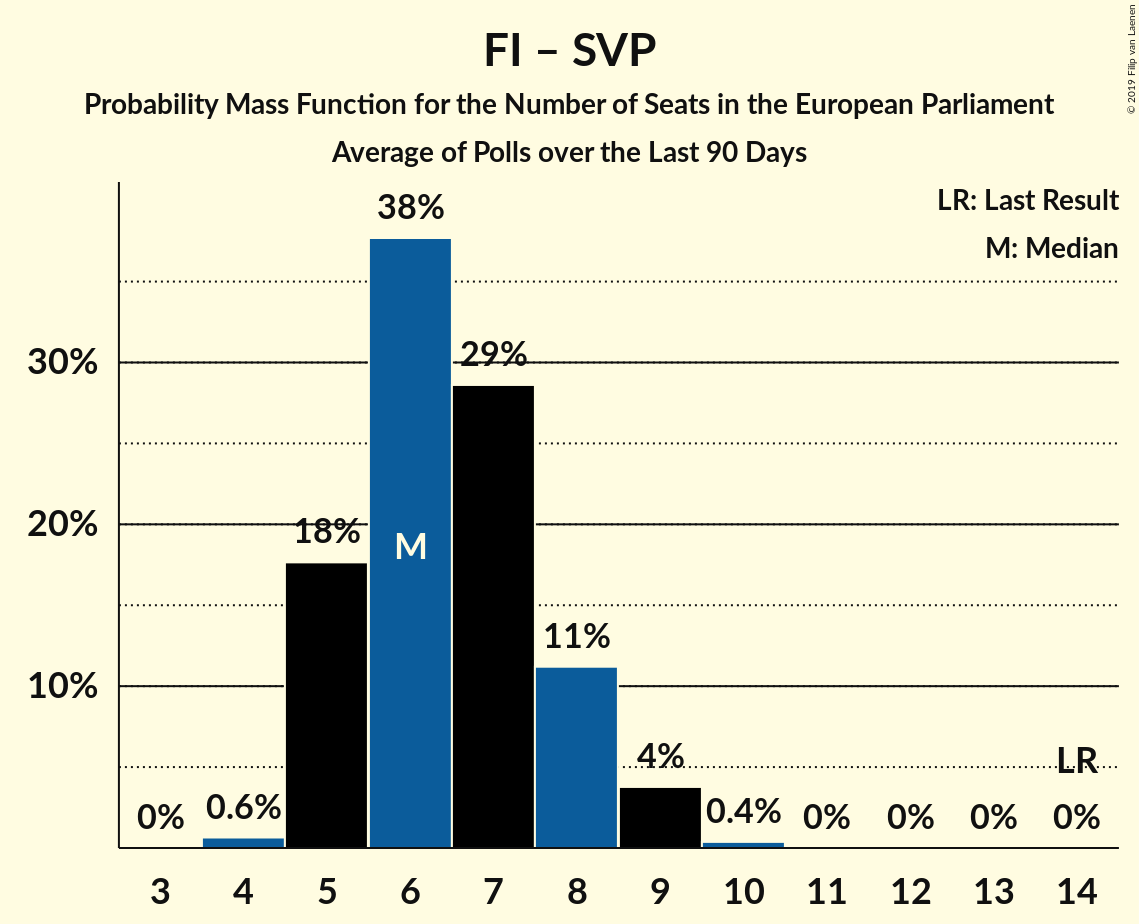 FI – SVP
Probability Mass Function for the Number of Seats in the European Parliament
Average of Polls over the Last 90 Days
© 2019 Filip van Laenen
LR: Last Result
M: Median
38%
30%
29%
20%
18%
M
11%
10%
4%
LR
0%
0.6%
0.4%
0%
0%
0%
0%
3 4 5 6 7 8 9 10 11 12 13 14